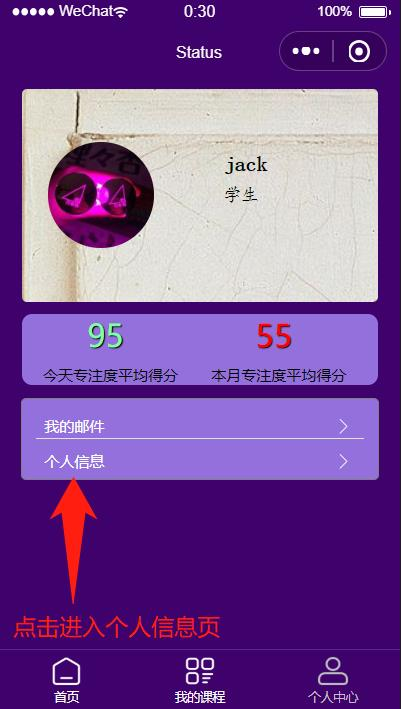 WeChat 0:30 100%
Status
jack
学生
95 55
今天专注度平均得分 本月专注度平均得分
我的邮件
个人信息
点击进入个人信息页
首页 我的课程 个人中心